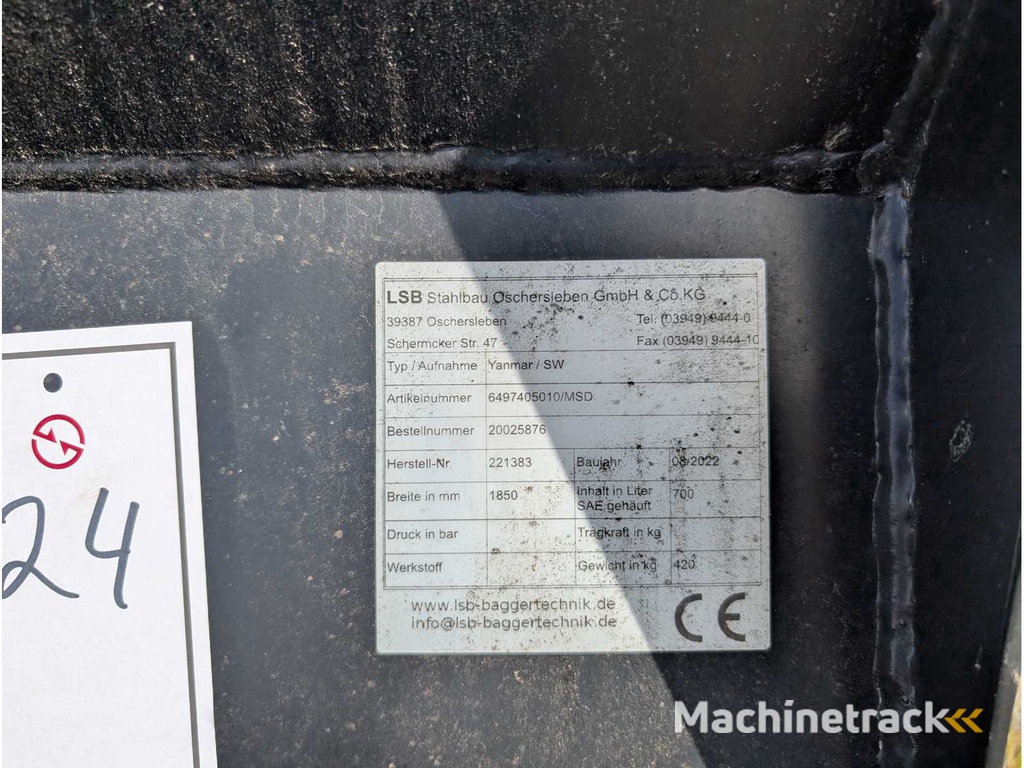 LSB Stahlbau Oschersleben GmbH & Co.KG
39387 Oschersleben Tel. (03949) 9444-0
Schermcker Str. 47 Fax (03949) 9444-10
Typ / Aufnahme Yanmar / SW
Artikelnummer 6497405010/MSD
Bestellnummer 20025876
Herstell-Nr. 221383 Baujahr 08/2022
Breite in mm 1850 Inhalt in Liter 700
SAE gehäuft
Druck in bar Tragkraft in kg
Werkstoff Gewicht in kg 420
www.lsb-baggertechnik.de
info@lsb-baggertechnik.de
CE
24
Machinetrack